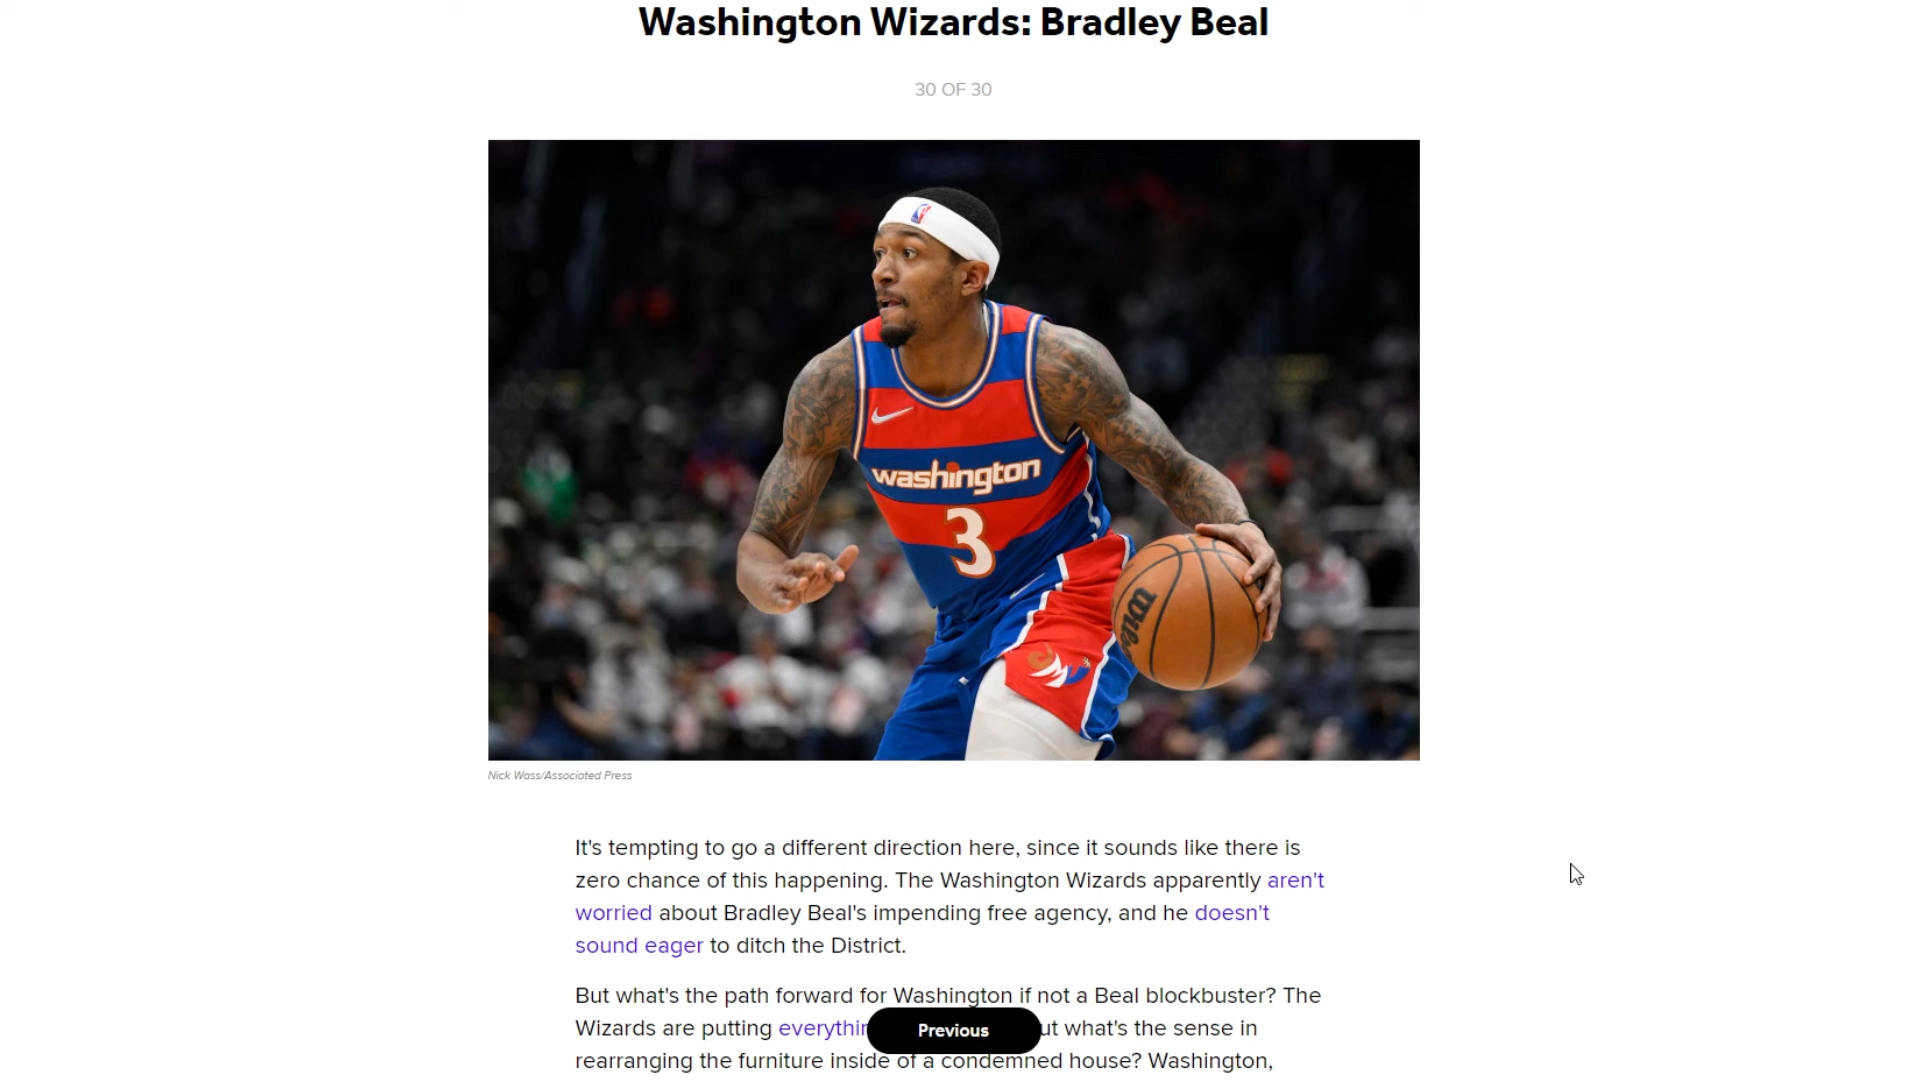 Washington Wizards: Bradley Beal
30 OF 30
washington
3
Nick Wass/Associated Press
It's tempting to go a different direction here, since it sounds like there is
zero chance of this happening. The Washington Wizards apparently aren't
worried about Bradley Beal's impending free agency, and he doesn't
sound eager to ditch the District.
But what's the path forward for Washington if not a Beal blockbuster? The
Wizards are putting what's the sense in
Previous
rearranging the furniture inside of a condemned house? Washington,